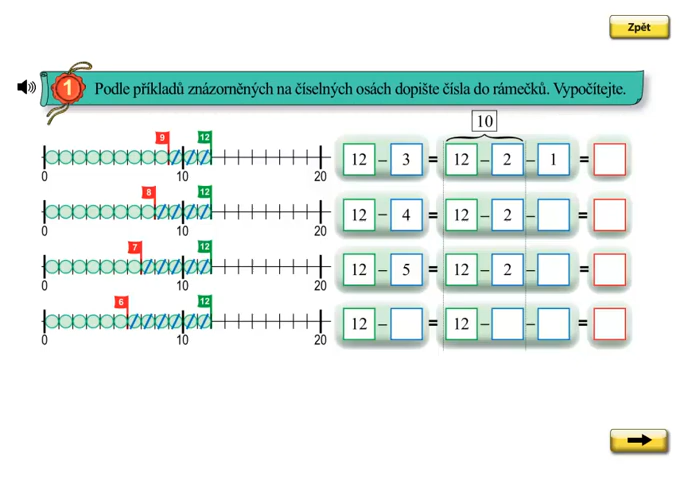 Zpět
1 Podle příkladů znázorněných na číselných osách dopište čísla do rámečků. Vypočítejte.
10
9 12
0 10 20
12 – 3 = 12 – 2 – 1 =
8 12
0 10 20
12 – 4 = 12 – 2 – =
7 12
0 10 20
12 – 5 = 12 – 2 – =
6 12
0 10 20
12 – = 12 – – =